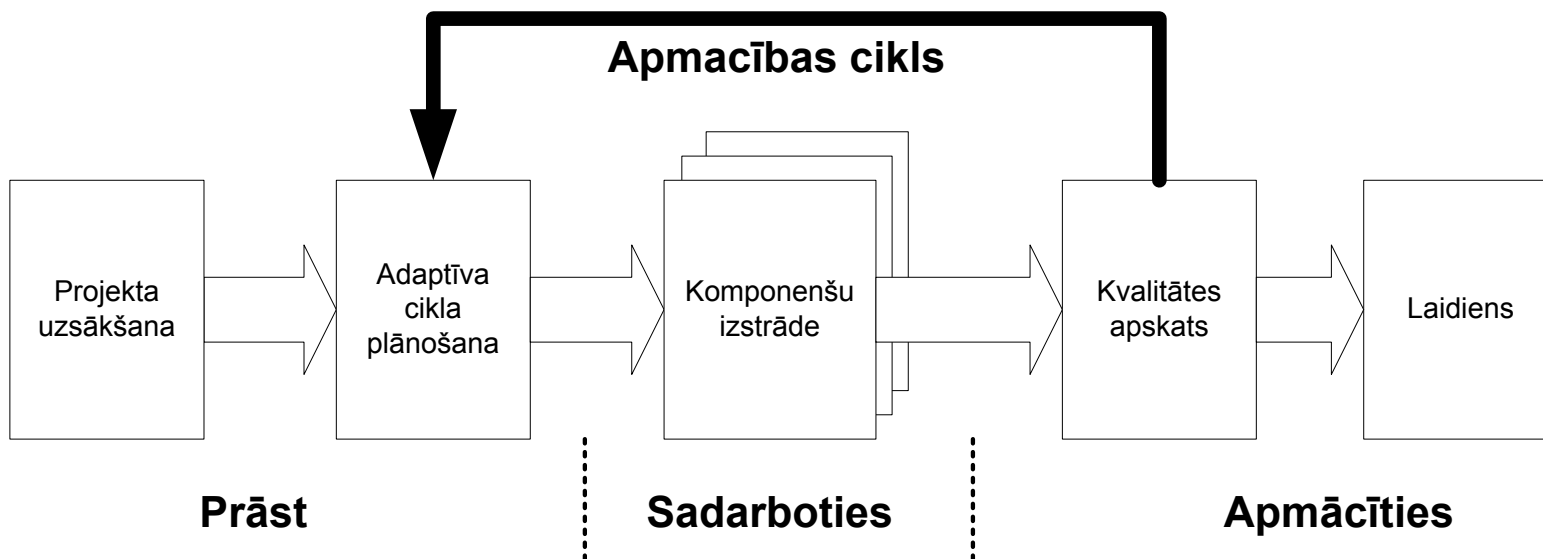 Apmacības cikls
Projekta
uzsākšana
Adaptīva
cikla
plānošana
Komponenšu
izstrāde
Kvalitātes
apskats
Laidiens
Prāst
Sadarboties
Apmācīties